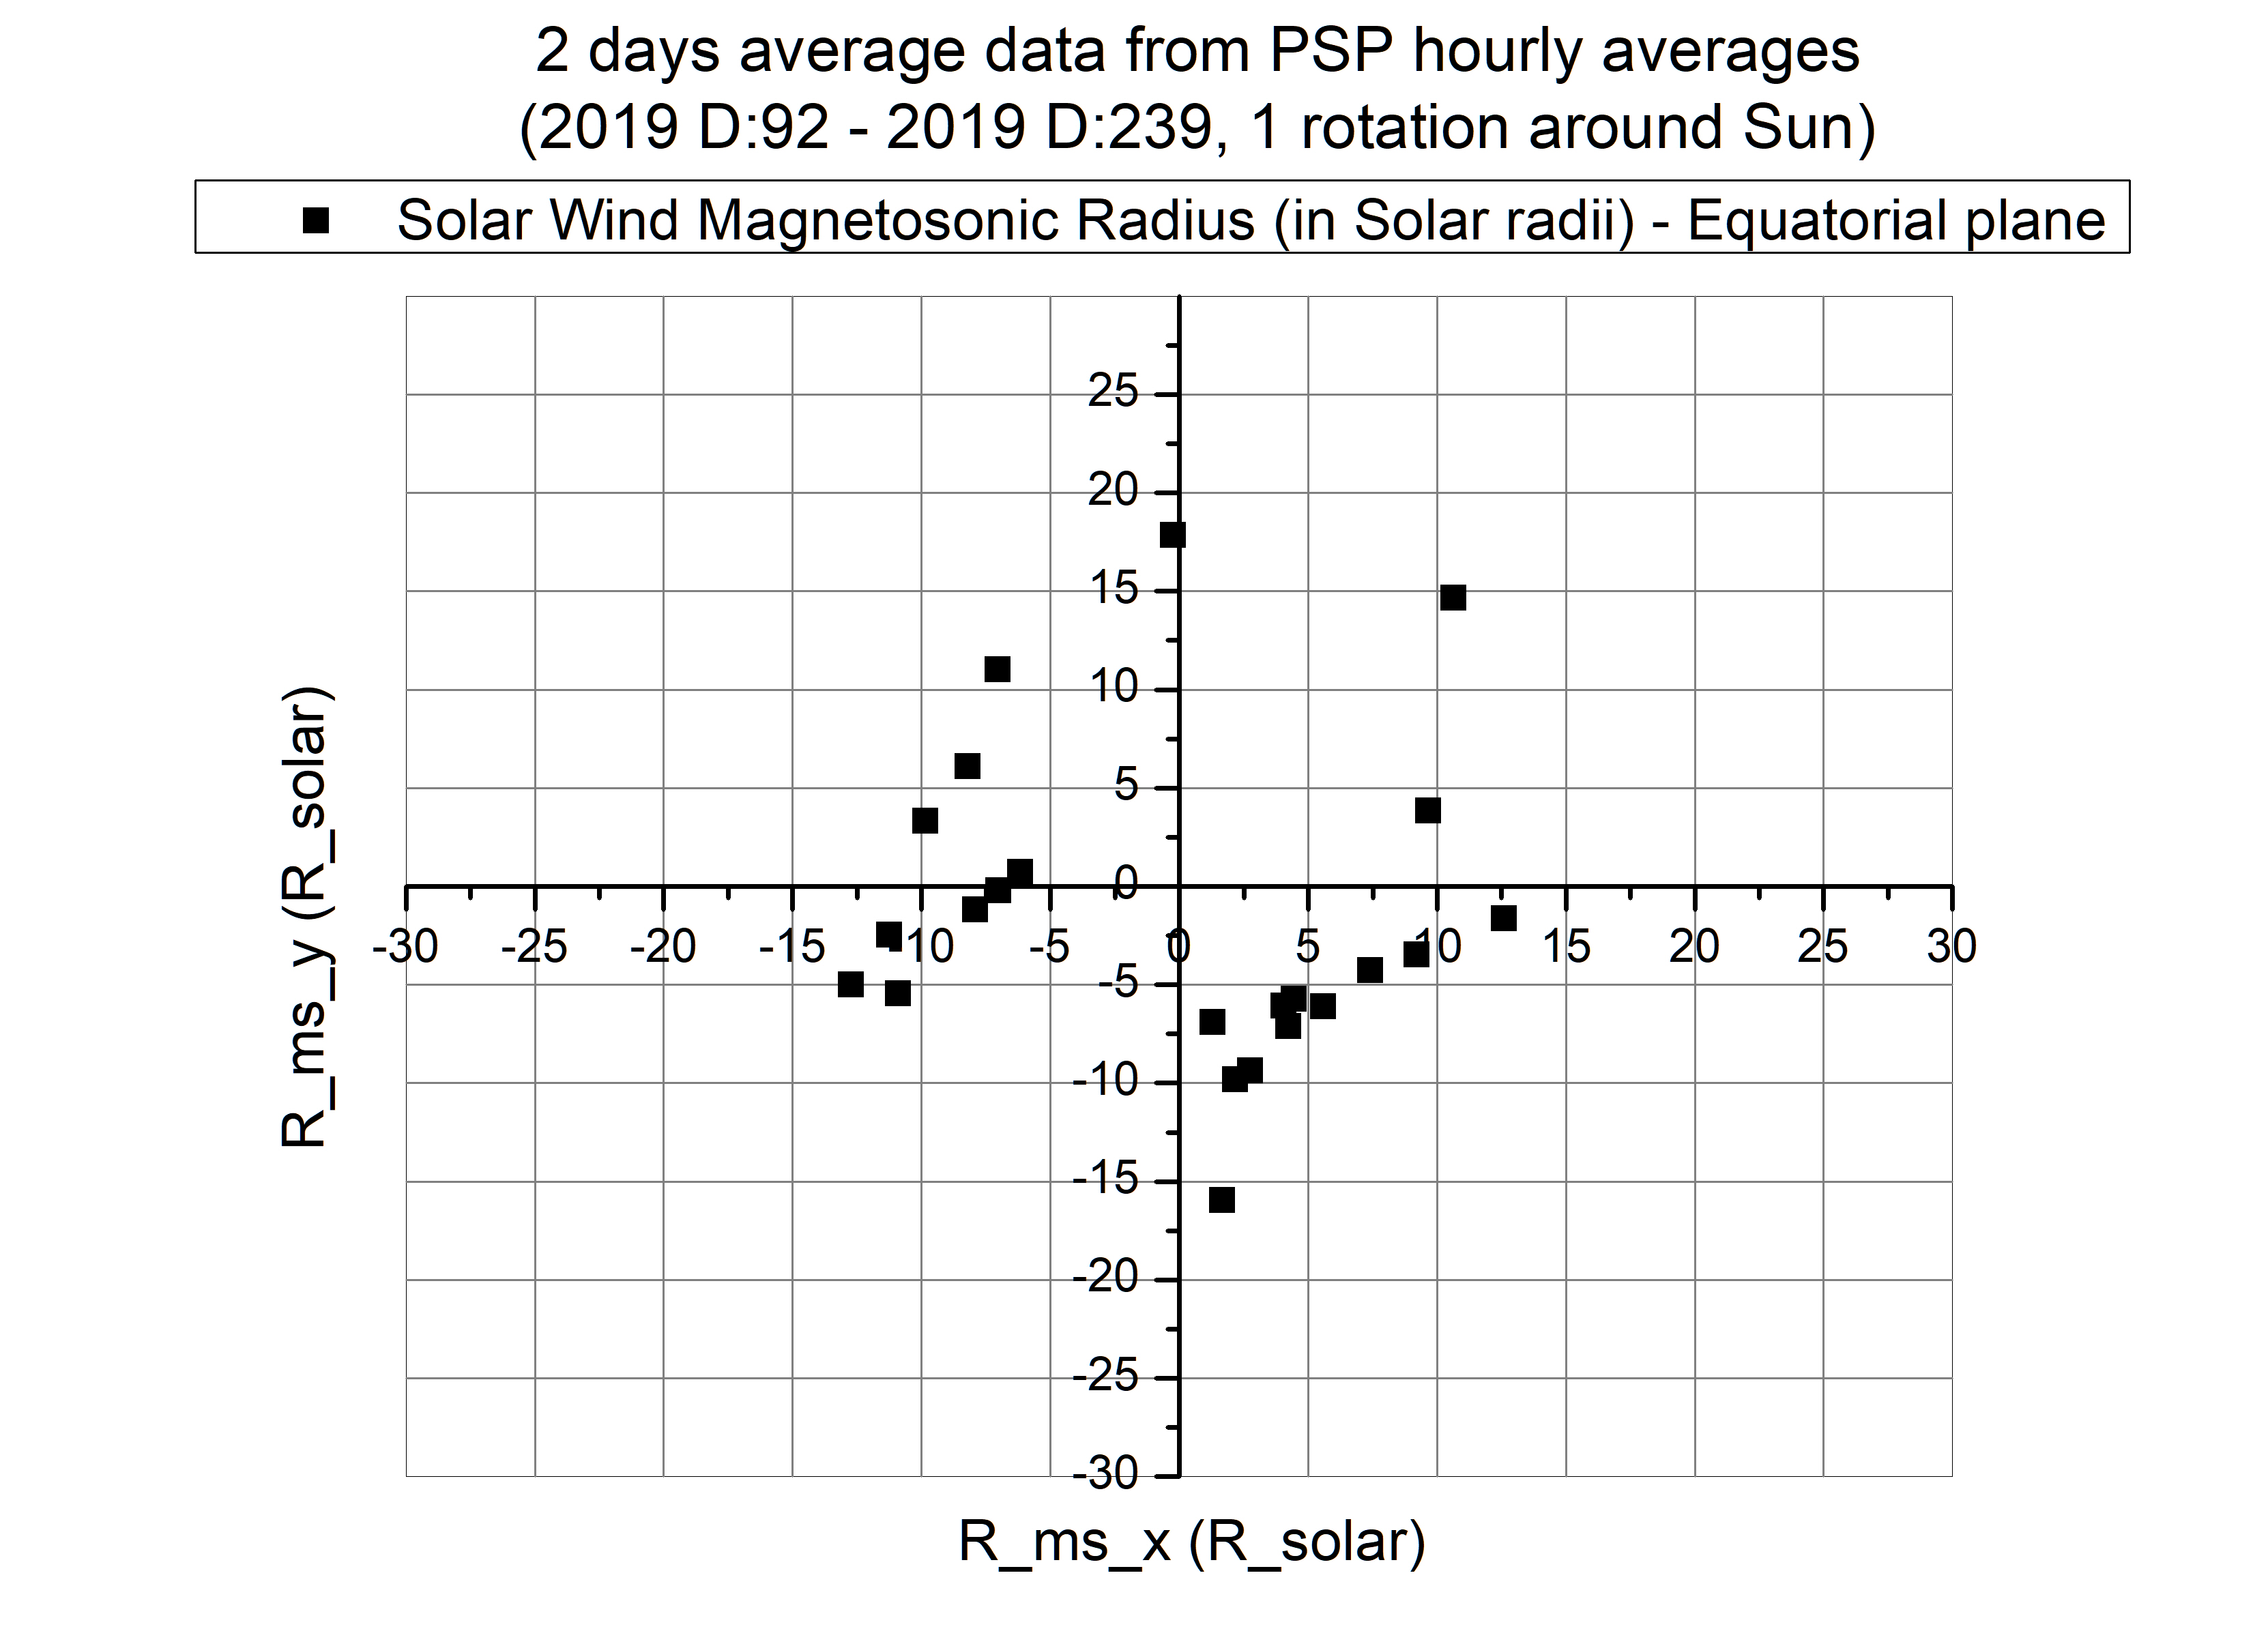 2 days average data from PSP hourly averages
(2019 D:92 - 2019 D:239, 1 rotation around Sun)
Solar Wind Magnetosonic Radius (in Solar radii) - Equatorial plane
25
20
15
10
5
0
-30 -25 -20 -15 -10 -5 0 5 10 15 20 25 30
-5
-10
-15
-20
-25
-30
R_ms_y (R_solar)
R_ms_x (R_solar)